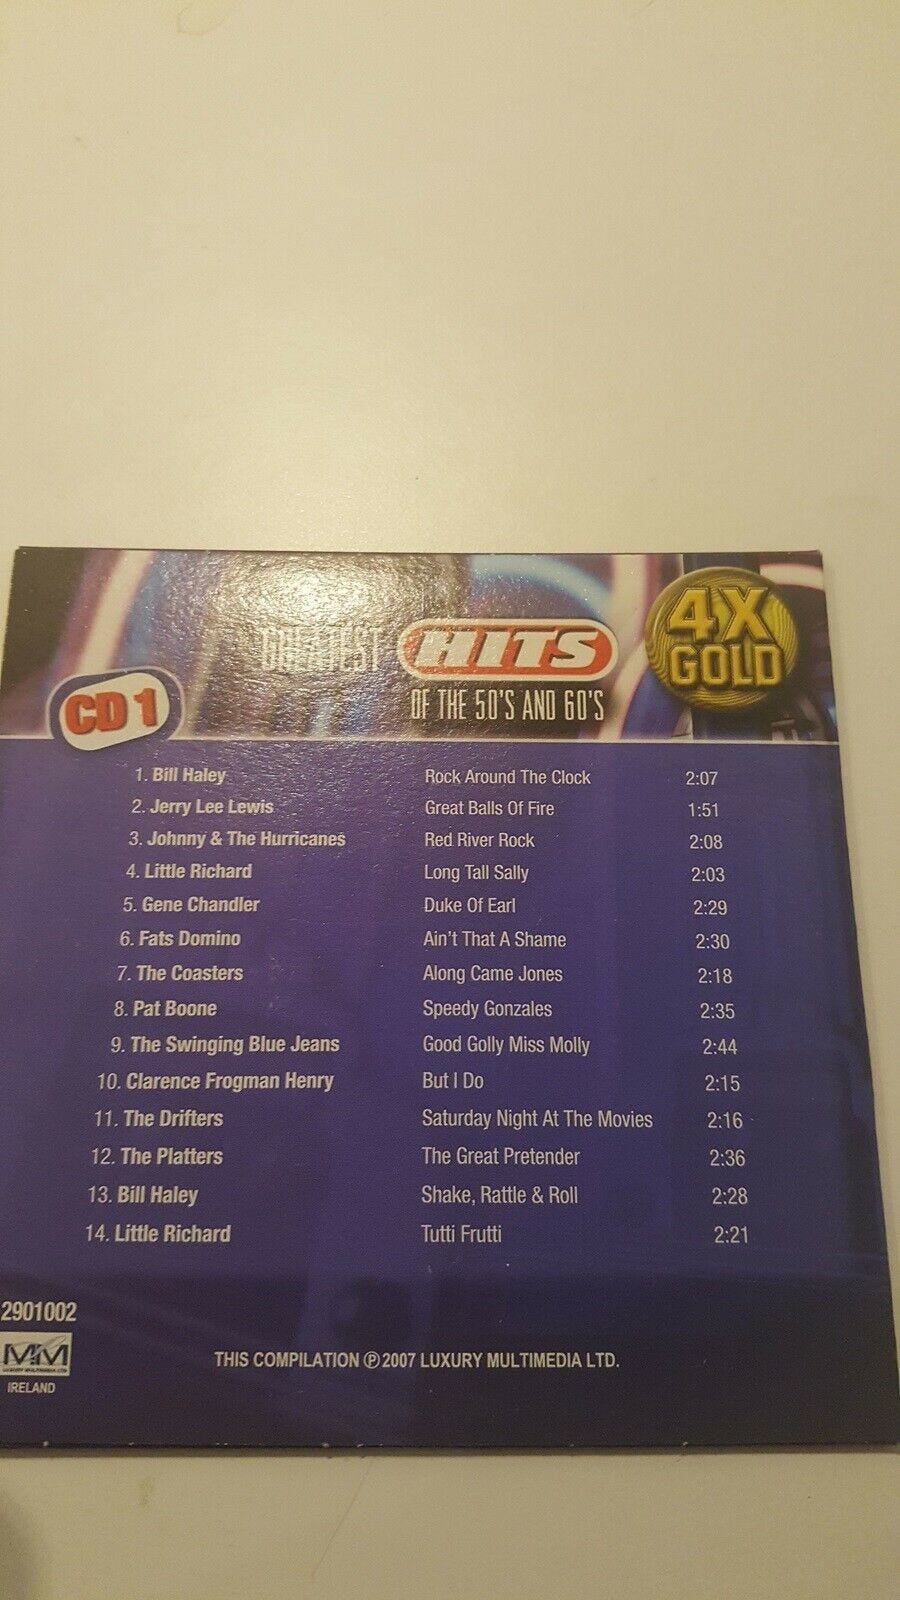 GREATEST HITS
OF THE 50'S AND 60'S
4X
GOLD
CD 1
1. Bill Haley Rock Around The Clock 2:07
2. Jerry Lee Lewis Great Balls Of Fire 1:51
3. Johnny & The Hurricanes Red River Rock 2:08
4. Little Richard Long Tall Sally 2:03
5. Gene Chandler Duke Of Earl 2:29
6. Fats Domino Ain't That A Shame 2:30
7. The Coasters Along Came Jones 2:18
8. Pat Boone Speedy Gonzales 2:35
9. The Swinging Blue Jeans Good Golly Miss Molly 2:44
10. Clarence Frogman Henry But I Do 2:15
11. The Drifters Saturday Night At The Movies 2:16
12. The Platters The Great Pretender 2:36
13. Bill Haley Shake, Rattle & Roll 2:28
14. Little Richard Tutti Frutti 2:21
2901002
MM
IRELAND
THIS COMPILATION ℗ 2007 LUXURY MULTIMEDIA LTD.